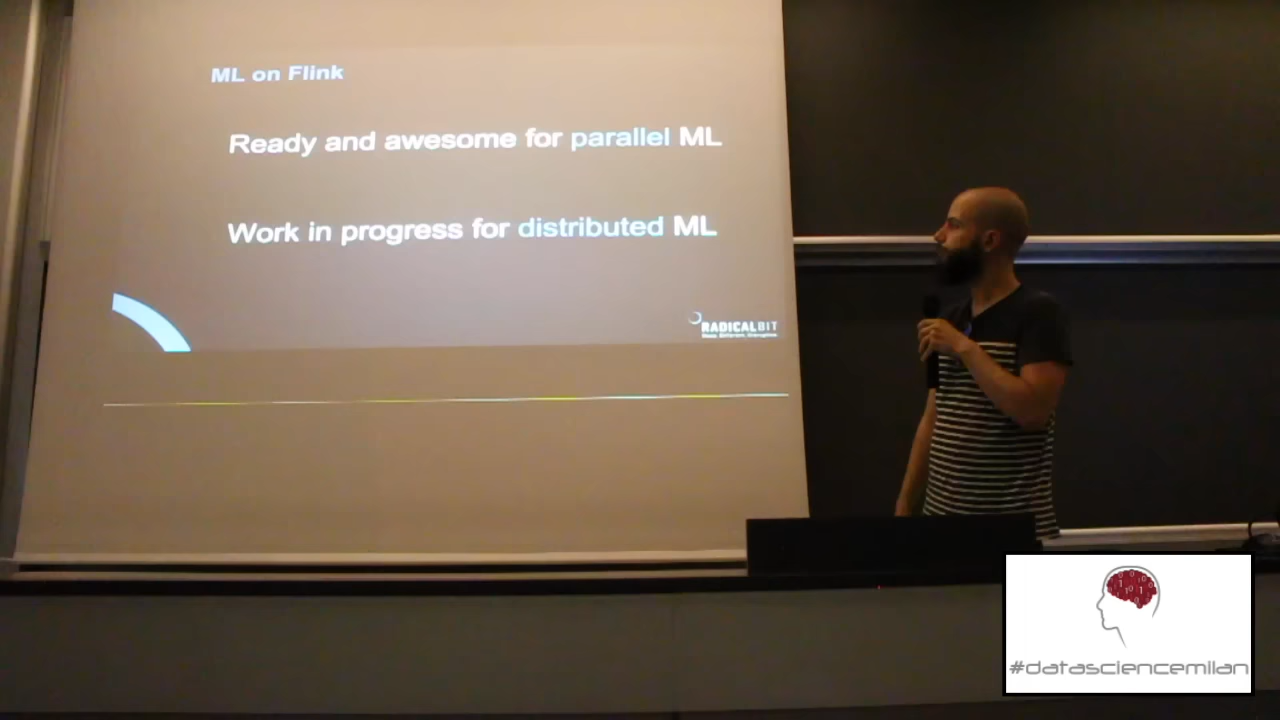 ML on Flink
Ready and awesome for parallel ML
Work in progress for distributed ML
RADICALBIT
#datasciencemilan